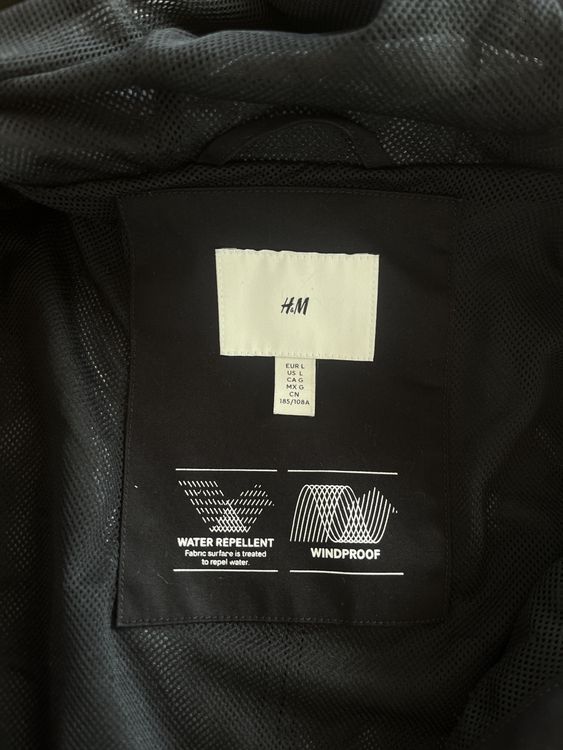 H&M
EUR L
US L
CA G
MX G
CN
185/108A
WATER REPELLENT
Fabric surface is treated
to repel water.
WINDPROOF